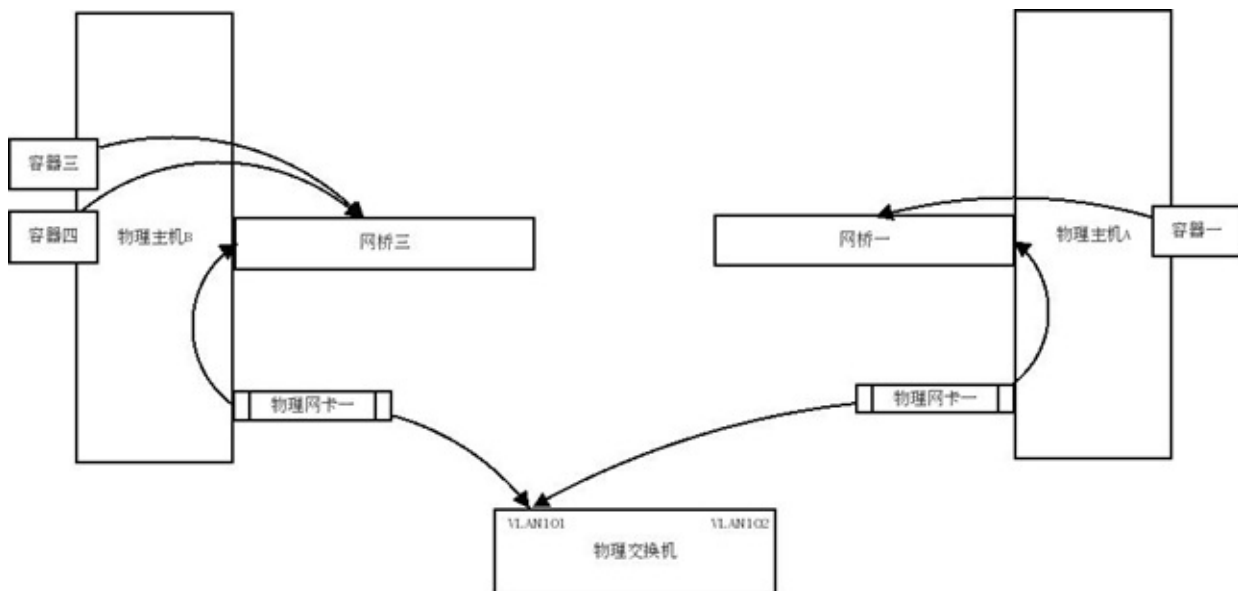 容器三
容器四
物理主机B
网桥三
网桥一
物理主机A
容器一
物理网卡一
物理网卡一
VLAN101
VLAN102
物理交换机